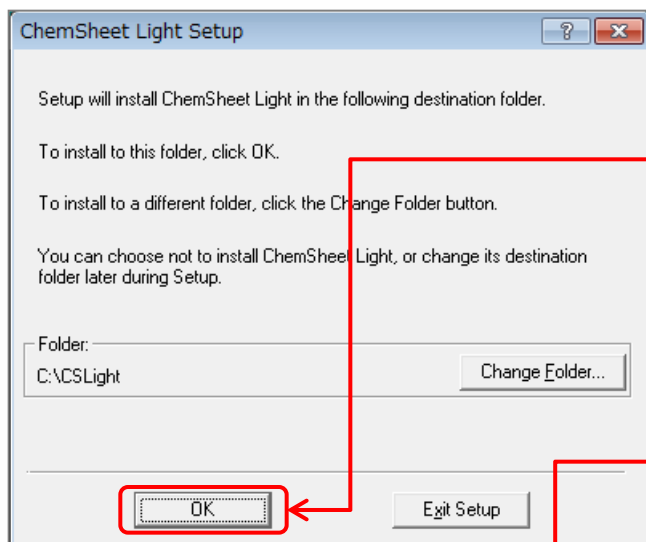 ChemSheet Light Setup
Setup will install ChemSheet Light in the following destination folder.
To install to this folder, click OK.
To install to a different folder, click the Change Folder button.
You can choose not to install ChemSheet Light, or change its destination
folder later during Setup.
Folder:
C:\CSLight
Change Folder...
OK
Exit Setup